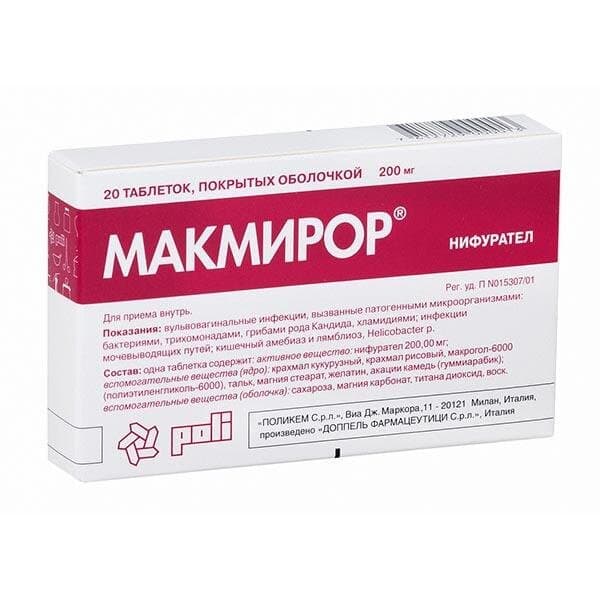 20 ТАБЛЕТОК, ПОКРЫТЫХ ОБОЛОЧКОЙ 200 мг
МАКМИРОР®
НИФУРАТЕЛ
Рег. уд. П N015307/01
Для приема внутрь.
Показания: вульвовагинальные инфекции, вызванные патогенными микроорганизмами:
бактериями, трихомонадами, грибами рода Кандида, хламидиями; инфекции
мочевыводящих путей; кишечный амебиаз и лямблиоз, Helicobacter p.
Состав: одна таблетка содержит: активное вещество: нифурател 200,00 мг;
вспомогательные вещества (ядро): крахмал кукурузный, крахмал рисовый, макрогол-6000
(полиэтиленгликоль-6000), тальк, магния стеарат, желатин, акации камедь (гуммиарабик);
вспомогательные вещества (оболочка): сахароза, магния карбонат, титана диоксид, воск.
poli
"ПОЛИКЕМ С.р.л.", Виа Дж. Маркора,11 - 20121 Милан, Италия,
произведено "ДОППЕЛЬ ФАРМАЦЕУТИЦИ С.р.л.", Италия